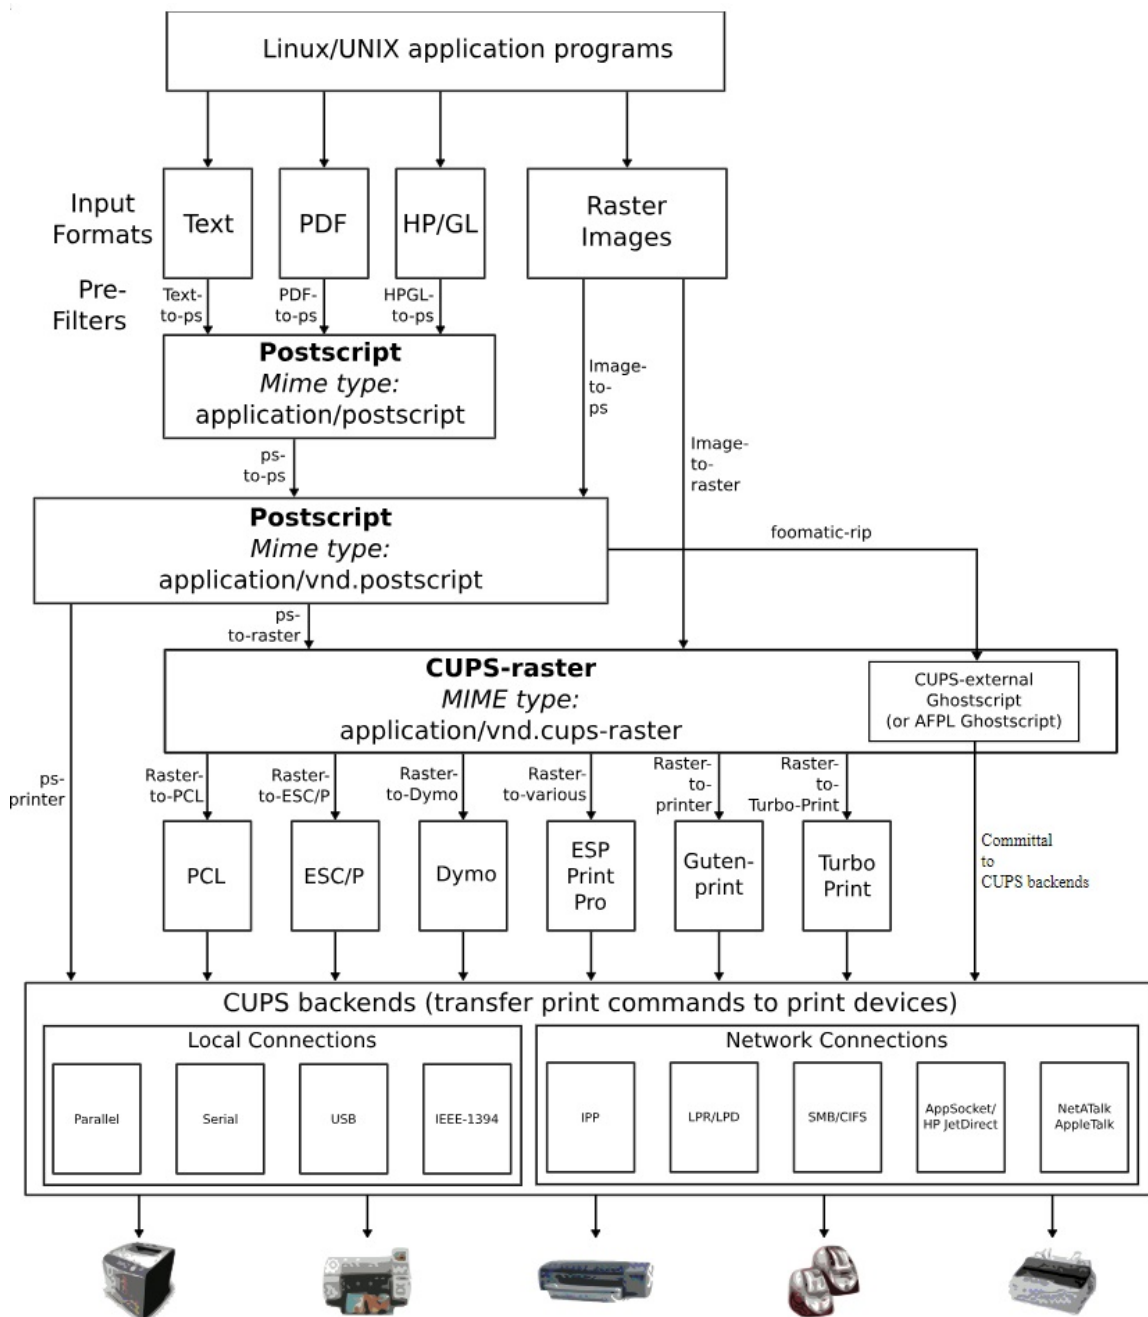 Linux/UNIX application programs
Input
Formats
Text
PDF
HP/GL
Raster
Images
Pre-
Filters
Text-
to-ps
PDF-
to-ps
HPGL-
to-ps
Postscript
Mime type:
application/postscript
Image-
to-
ps
Image-
to-
raster
ps-
to-ps
Postscript
Mime type:
application/vnd.postscript
foomatic-rip
ps-
to-raster
CUPS-raster
MIME type:
application/vnd.cups-raster
CUPS-external
Ghostscript
(or AFPL Ghostscript)
ps-
printer
Raster-
to-PCL
Raster-
to-ESC/P
Raster-
to-Dymo
Raster-
to-various
Raster-
to-
printer
Raster-
to-
Turbo-Print
PCL
ESC/P
Dymo
ESP
Print
Pro
Guten-
print
Turbo
Print
Committal
to
CUPS backends
CUPS backends (transfer print commands to print devices)
Local Connections
Parallel
Serial
USB
IEEE-1394
Network Connections
IPP
LPR/LPD
SMB/CIFS
AppSocket/
HP JetDirect
NetATalk
AppleTalk